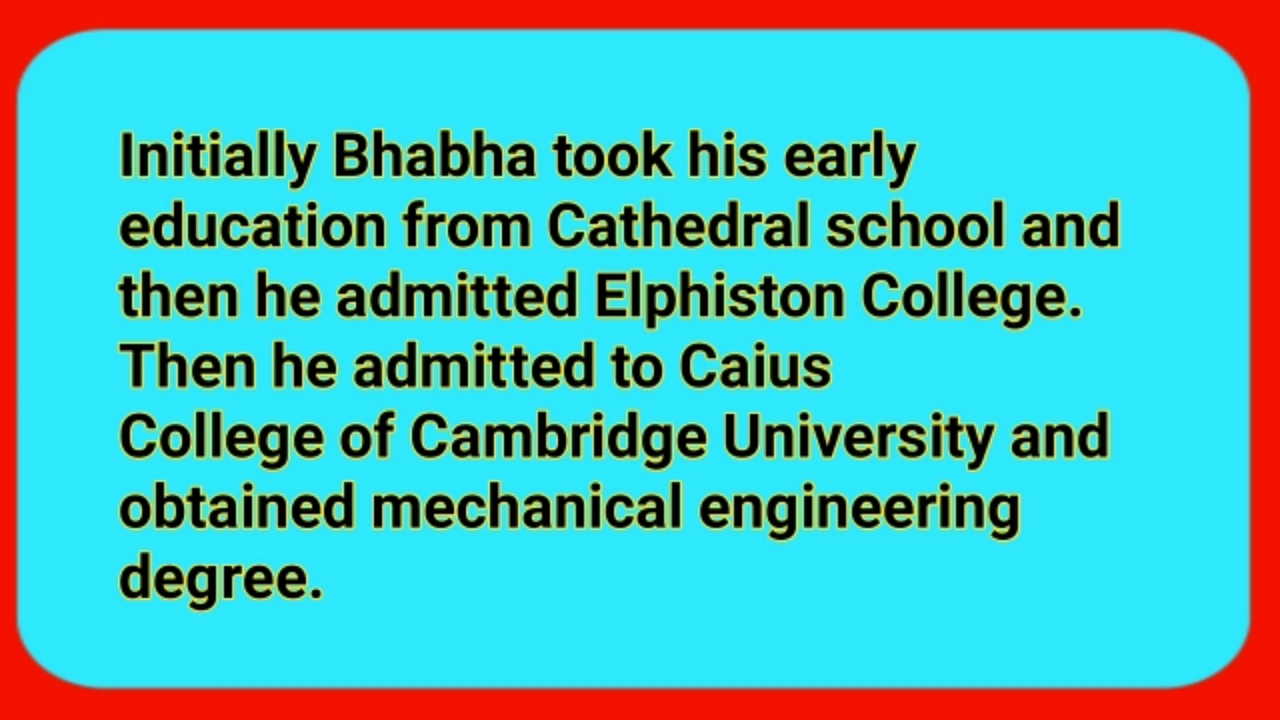 Initially Bhabha took his early
education from Cathedral school and
then he admitted Elphiston College.
Then he admitted to Caius
College of Cambridge University and
obtained mechanical engineering
degree.